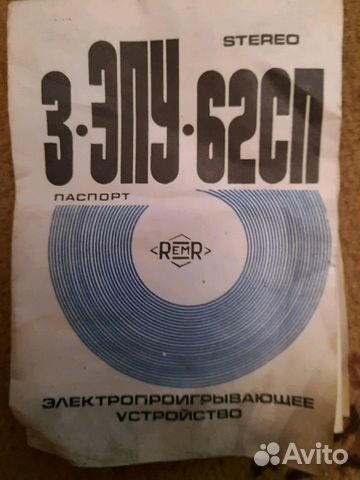 STEREO
3·ЭПУ·62СП
ПАСПОРТ
REMR
ЭЛЕКТРОПРОИГРЫВАЮЩЕЕ
УСТРОЙСТВО
Avito